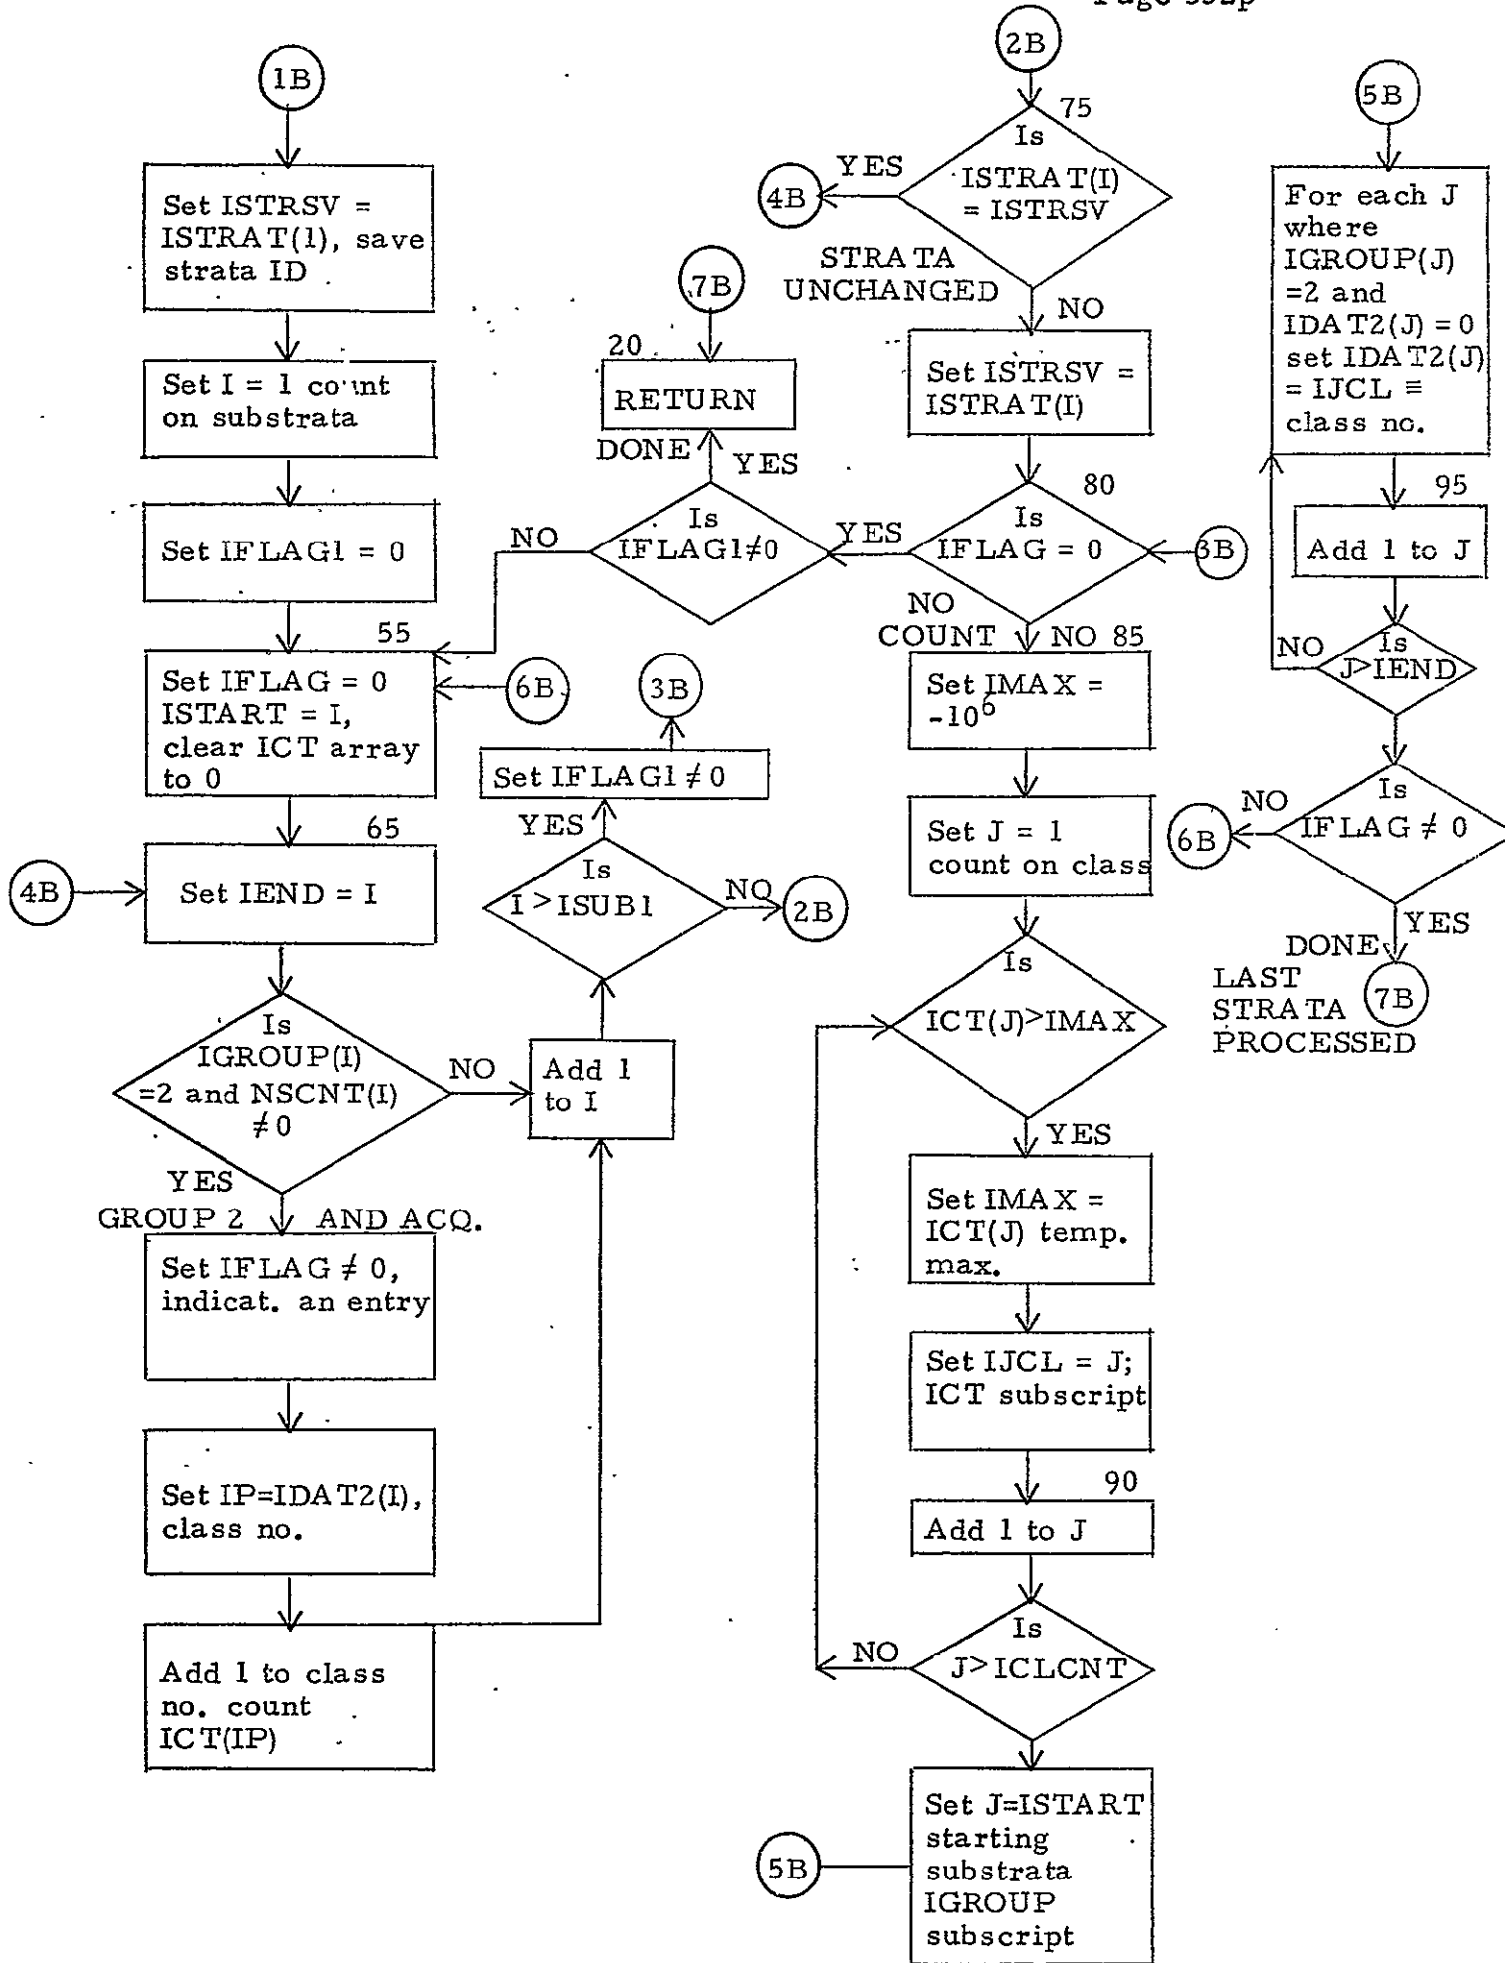 1B
Set ISTRSV =
ISTRAT(1), save
strata ID
Set I = 1 count
on substrata
Set IFLAG1 = 0
55
Set IFLAG = 0
ISTART = I,
clear ICT array
to 0
6B
65
4B
Set IEND = I
Is
IGROUP(I)
=2 and NSCNT(I)
≠ 0
NO
YES
GROUP 2 AND ACQ.
Set IFLAG ≠ 0,
indicat. an entry
Set IP=IDAT2(I),
class no.
Add 1 to class
no. count
ICT(IP)
Add 1
to I
Is
I > ISUB1
NO
2B
YES
Set IFLAG1 ≠ 0
3B
7B
20
RETURN
DONE
YES
Is
IFLAG1≠0
NO
2B
75
Is
ISTRAT(I)
= ISTRSV
YES
4B
STRATA
UNCHANGED
NO
Set ISTRSV =
ISTRAT(I)
80
Is
IFLAG = 0
YES
3B
NO
COUNT
NO 85
Set IMAX =
-10⁶
Set J = 1
count on class
Is
ICT(J)>IMAX
YES
Set IMAX =
ICT(J) temp.
max.
Set IJCL = J;
ICT subscript
90
Add 1 to J
Is
J> ICLCNT
NO
Set J=ISTART
starting
substrata
IGROUP
subscript
5B
5B
For each J
where
IGROUP(J)
=2 and
IDAT2(J) = 0
set IDAT2(J)
= IJCL ≡
class no.
95
Add 1 to J
Is
J>IEND
NO
Is
IFLAG ≠ 0
NO
6B
YES
DONE
LAST
STRATA
PROCESSED
7B